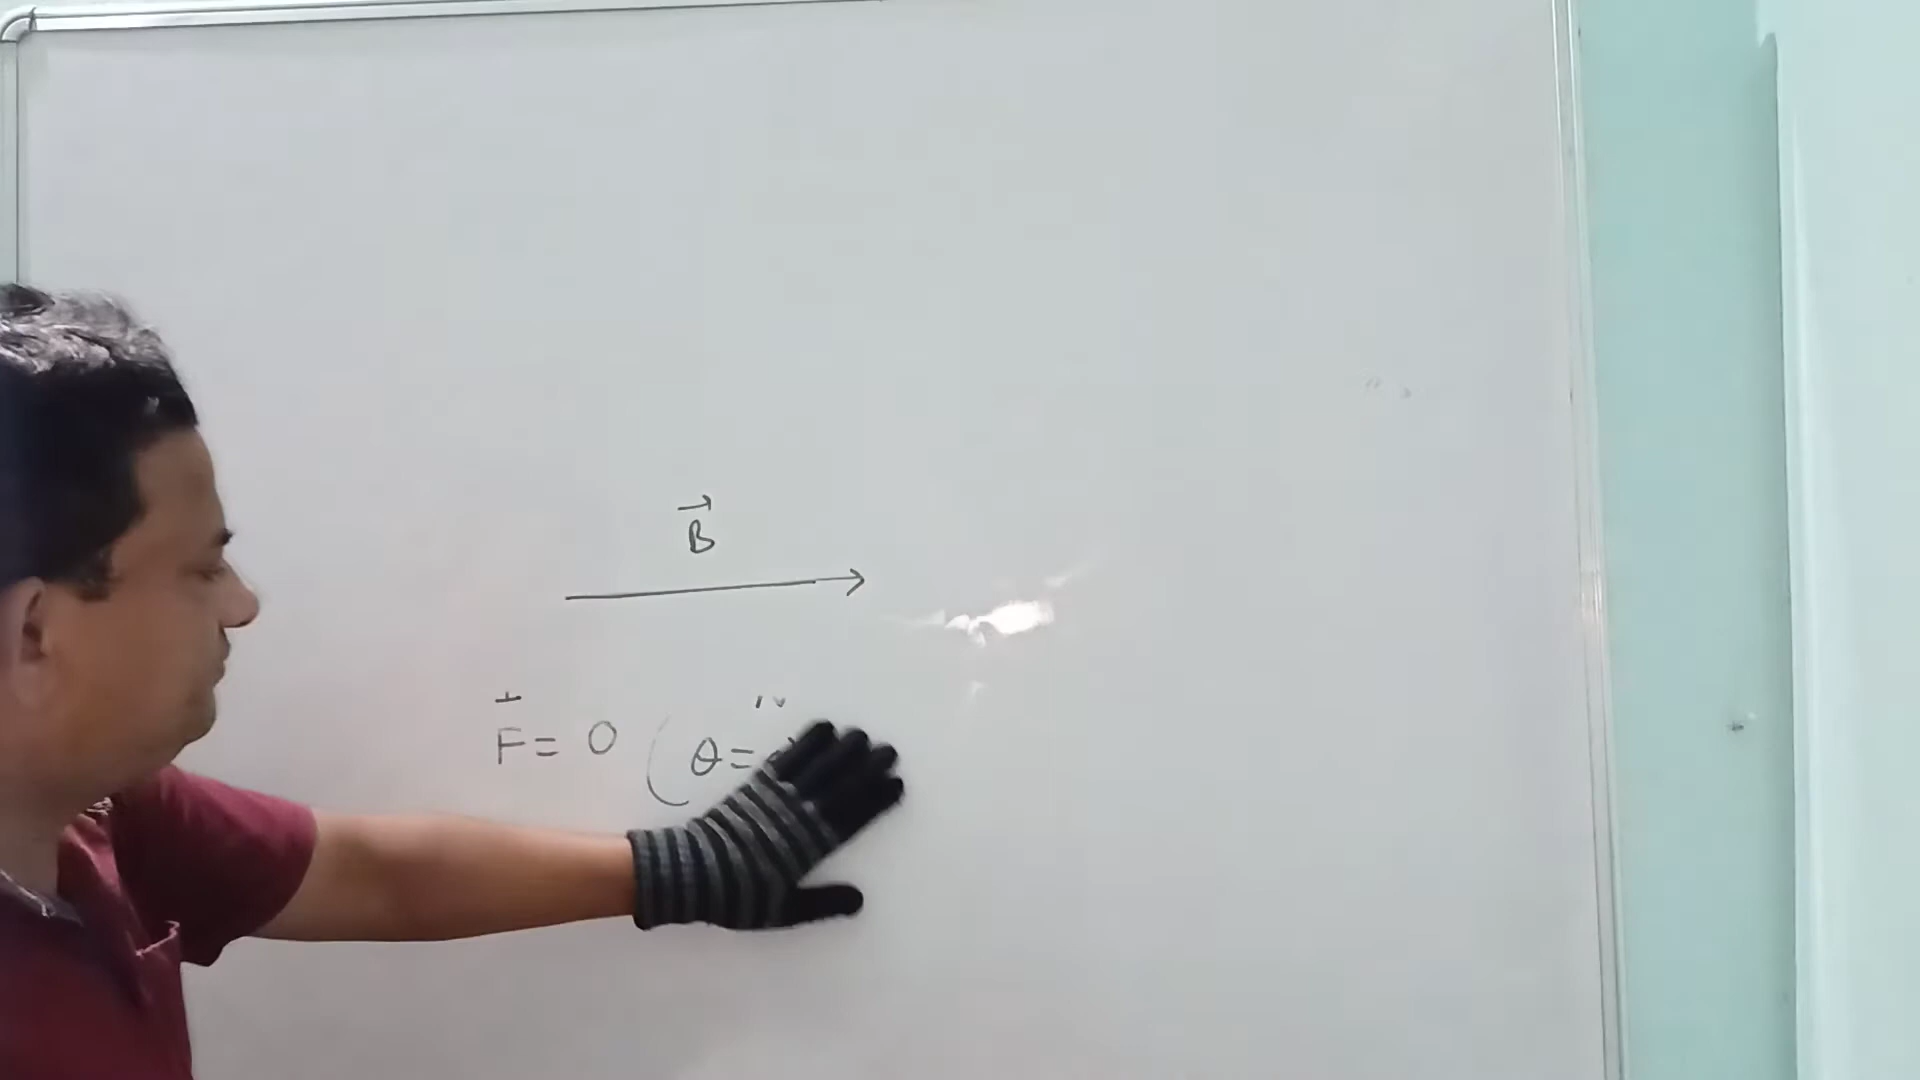 B⃗
F = 0 ( θ =